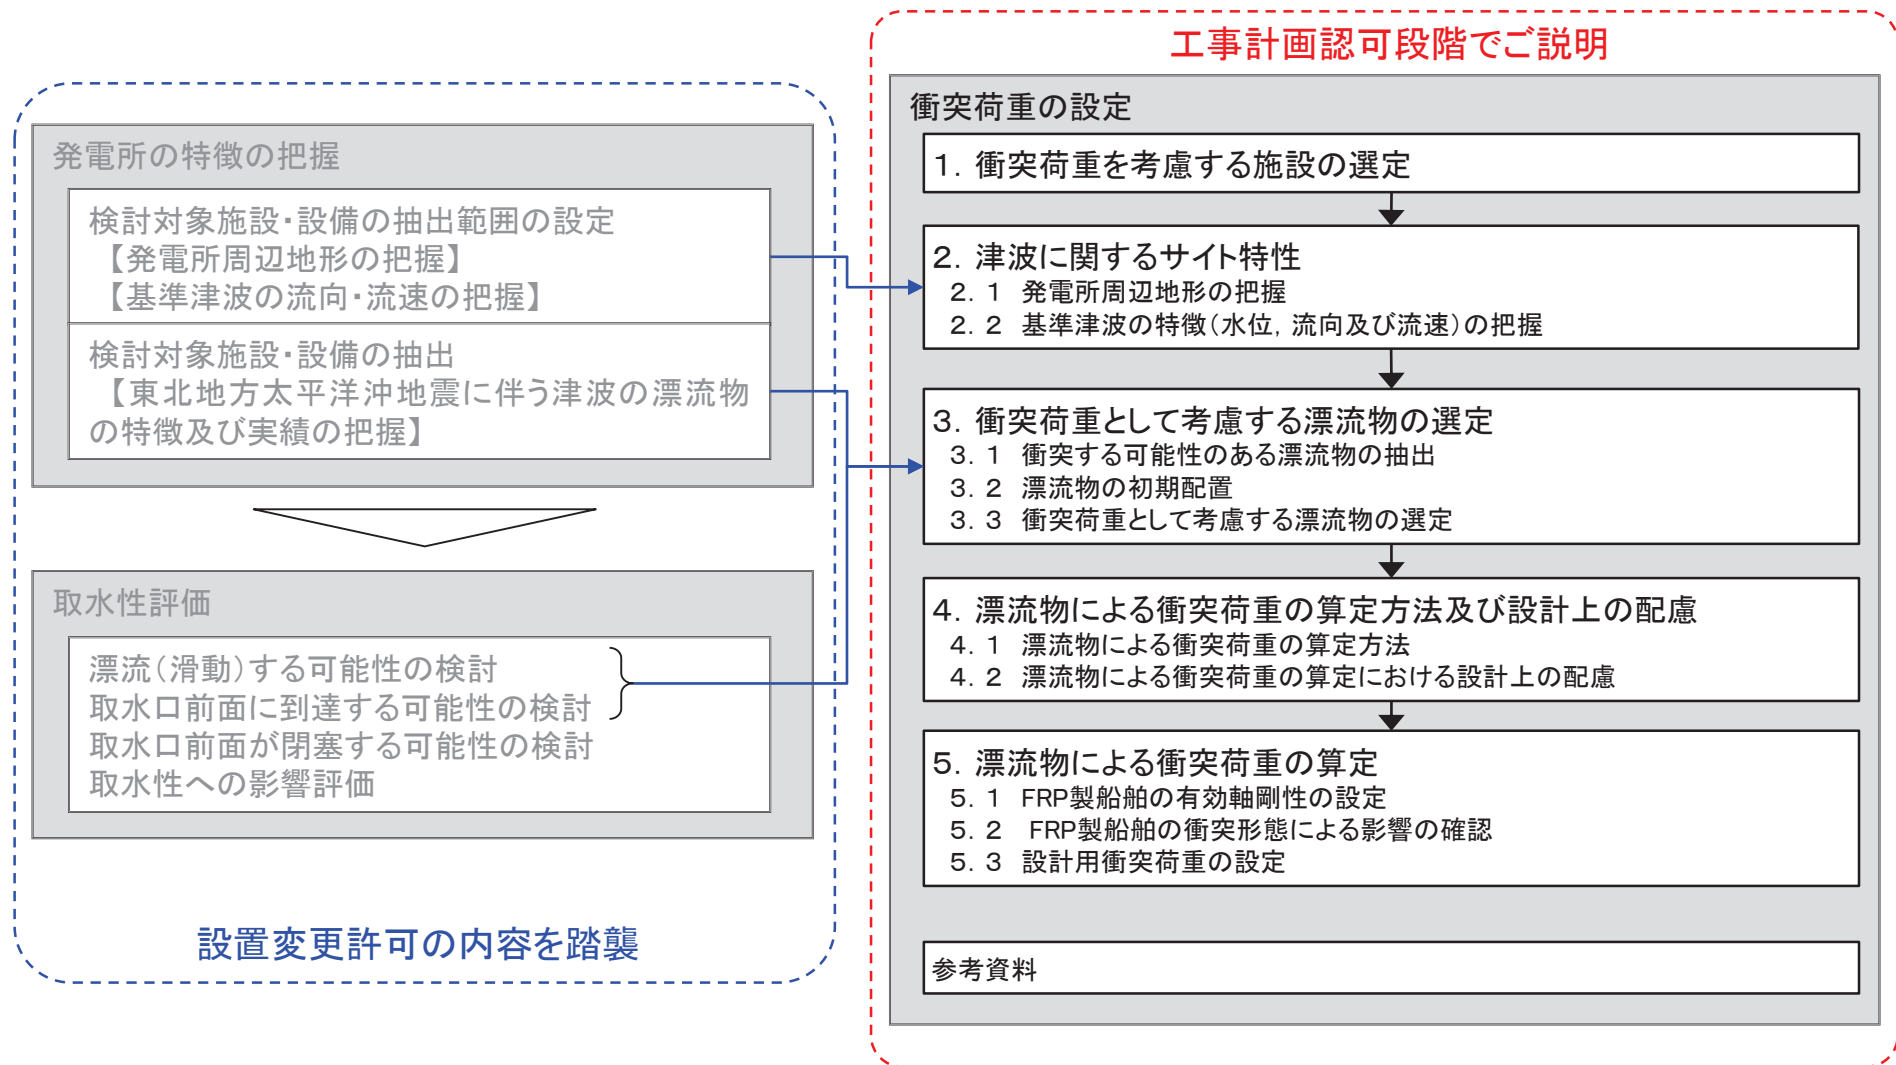 工事計画認可段階でご説明
発電所の特徴の把握
検討対象施設・設備の抽出範囲の設定
【発電所周辺地形の把握】
【基準津波の流向・流速の把握】
検討対象施設・設備の抽出
【東北地方太平洋沖地震に伴う津波の漂流物
の特徴及び実績の把握】
取水性評価
漂流(滑動)する可能性の検討
取水口前面に到達する可能性の検討
取水口前面が閉塞する可能性の検討
取水性への影響評価
設置変更許可の内容を踏襲
衝突荷重の設定
1. 衝突荷重を考慮する施設の選定
2. 津波に関するサイト特性
2. 1 発電所周辺地形の把握
2. 2 基準津波の特徴(水位, 流向及び流速)の把握
3. 衝突荷重として考慮する漂流物の選定
3. 1 衝突する可能性のある漂流物の抽出
3. 2 漂流物の初期配置
3. 3 衝突荷重として考慮する漂流物の選定
4. 漂流物による衝突荷重の算定方法及び設計上の配慮
4. 1 漂流物による衝突荷重の算定方法
4. 2 漂流物による衝突荷重の算定における設計上の配慮
5. 漂流物による衝突荷重の算定
5. 1 FRP製船舶の有効軸剛性の設定
5. 2 FRP製船舶の衝突形態による影響の確認
5. 3 設計用衝突荷重の設定
参考資料